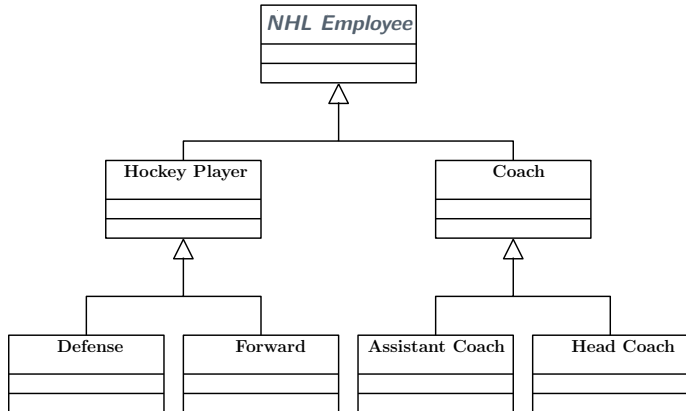 NHL Employee
Hockey Player
Coach
Defense
Forward
Assistant Coach
Head Coach